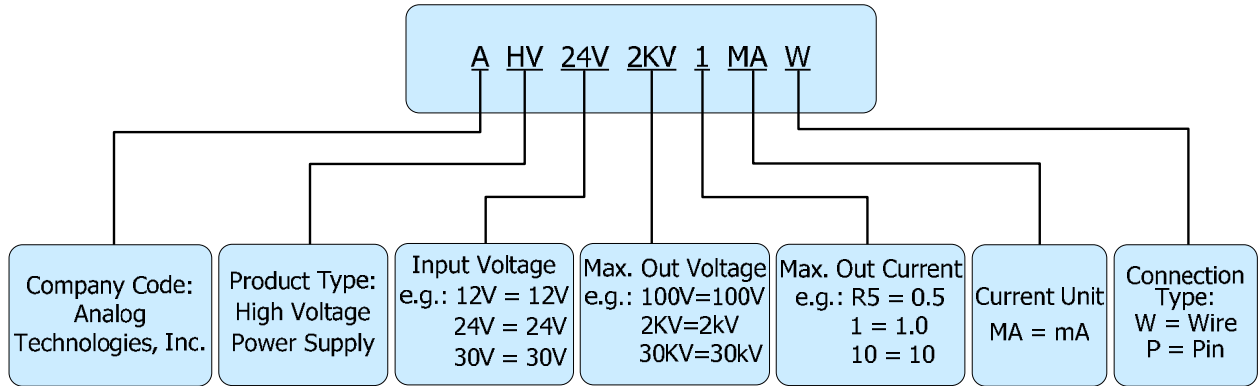 A HV 24V 2KV 1 MA W
Company Code:
Analog
Technologies, Inc.
Product Type:
High Voltage
Power Supply
Input Voltage
e.g.: 12V = 12V
24V = 24V
30V = 30V
Max. Out Voltage
e.g.: 100V=100V
2KV=2kV
30KV=30kV
Max. Out Current
e.g.: R5 = 0.5
1 = 1.0
10 = 10
Current Unit
MA = mA
Connection
Type:
W = Wire
P = Pin